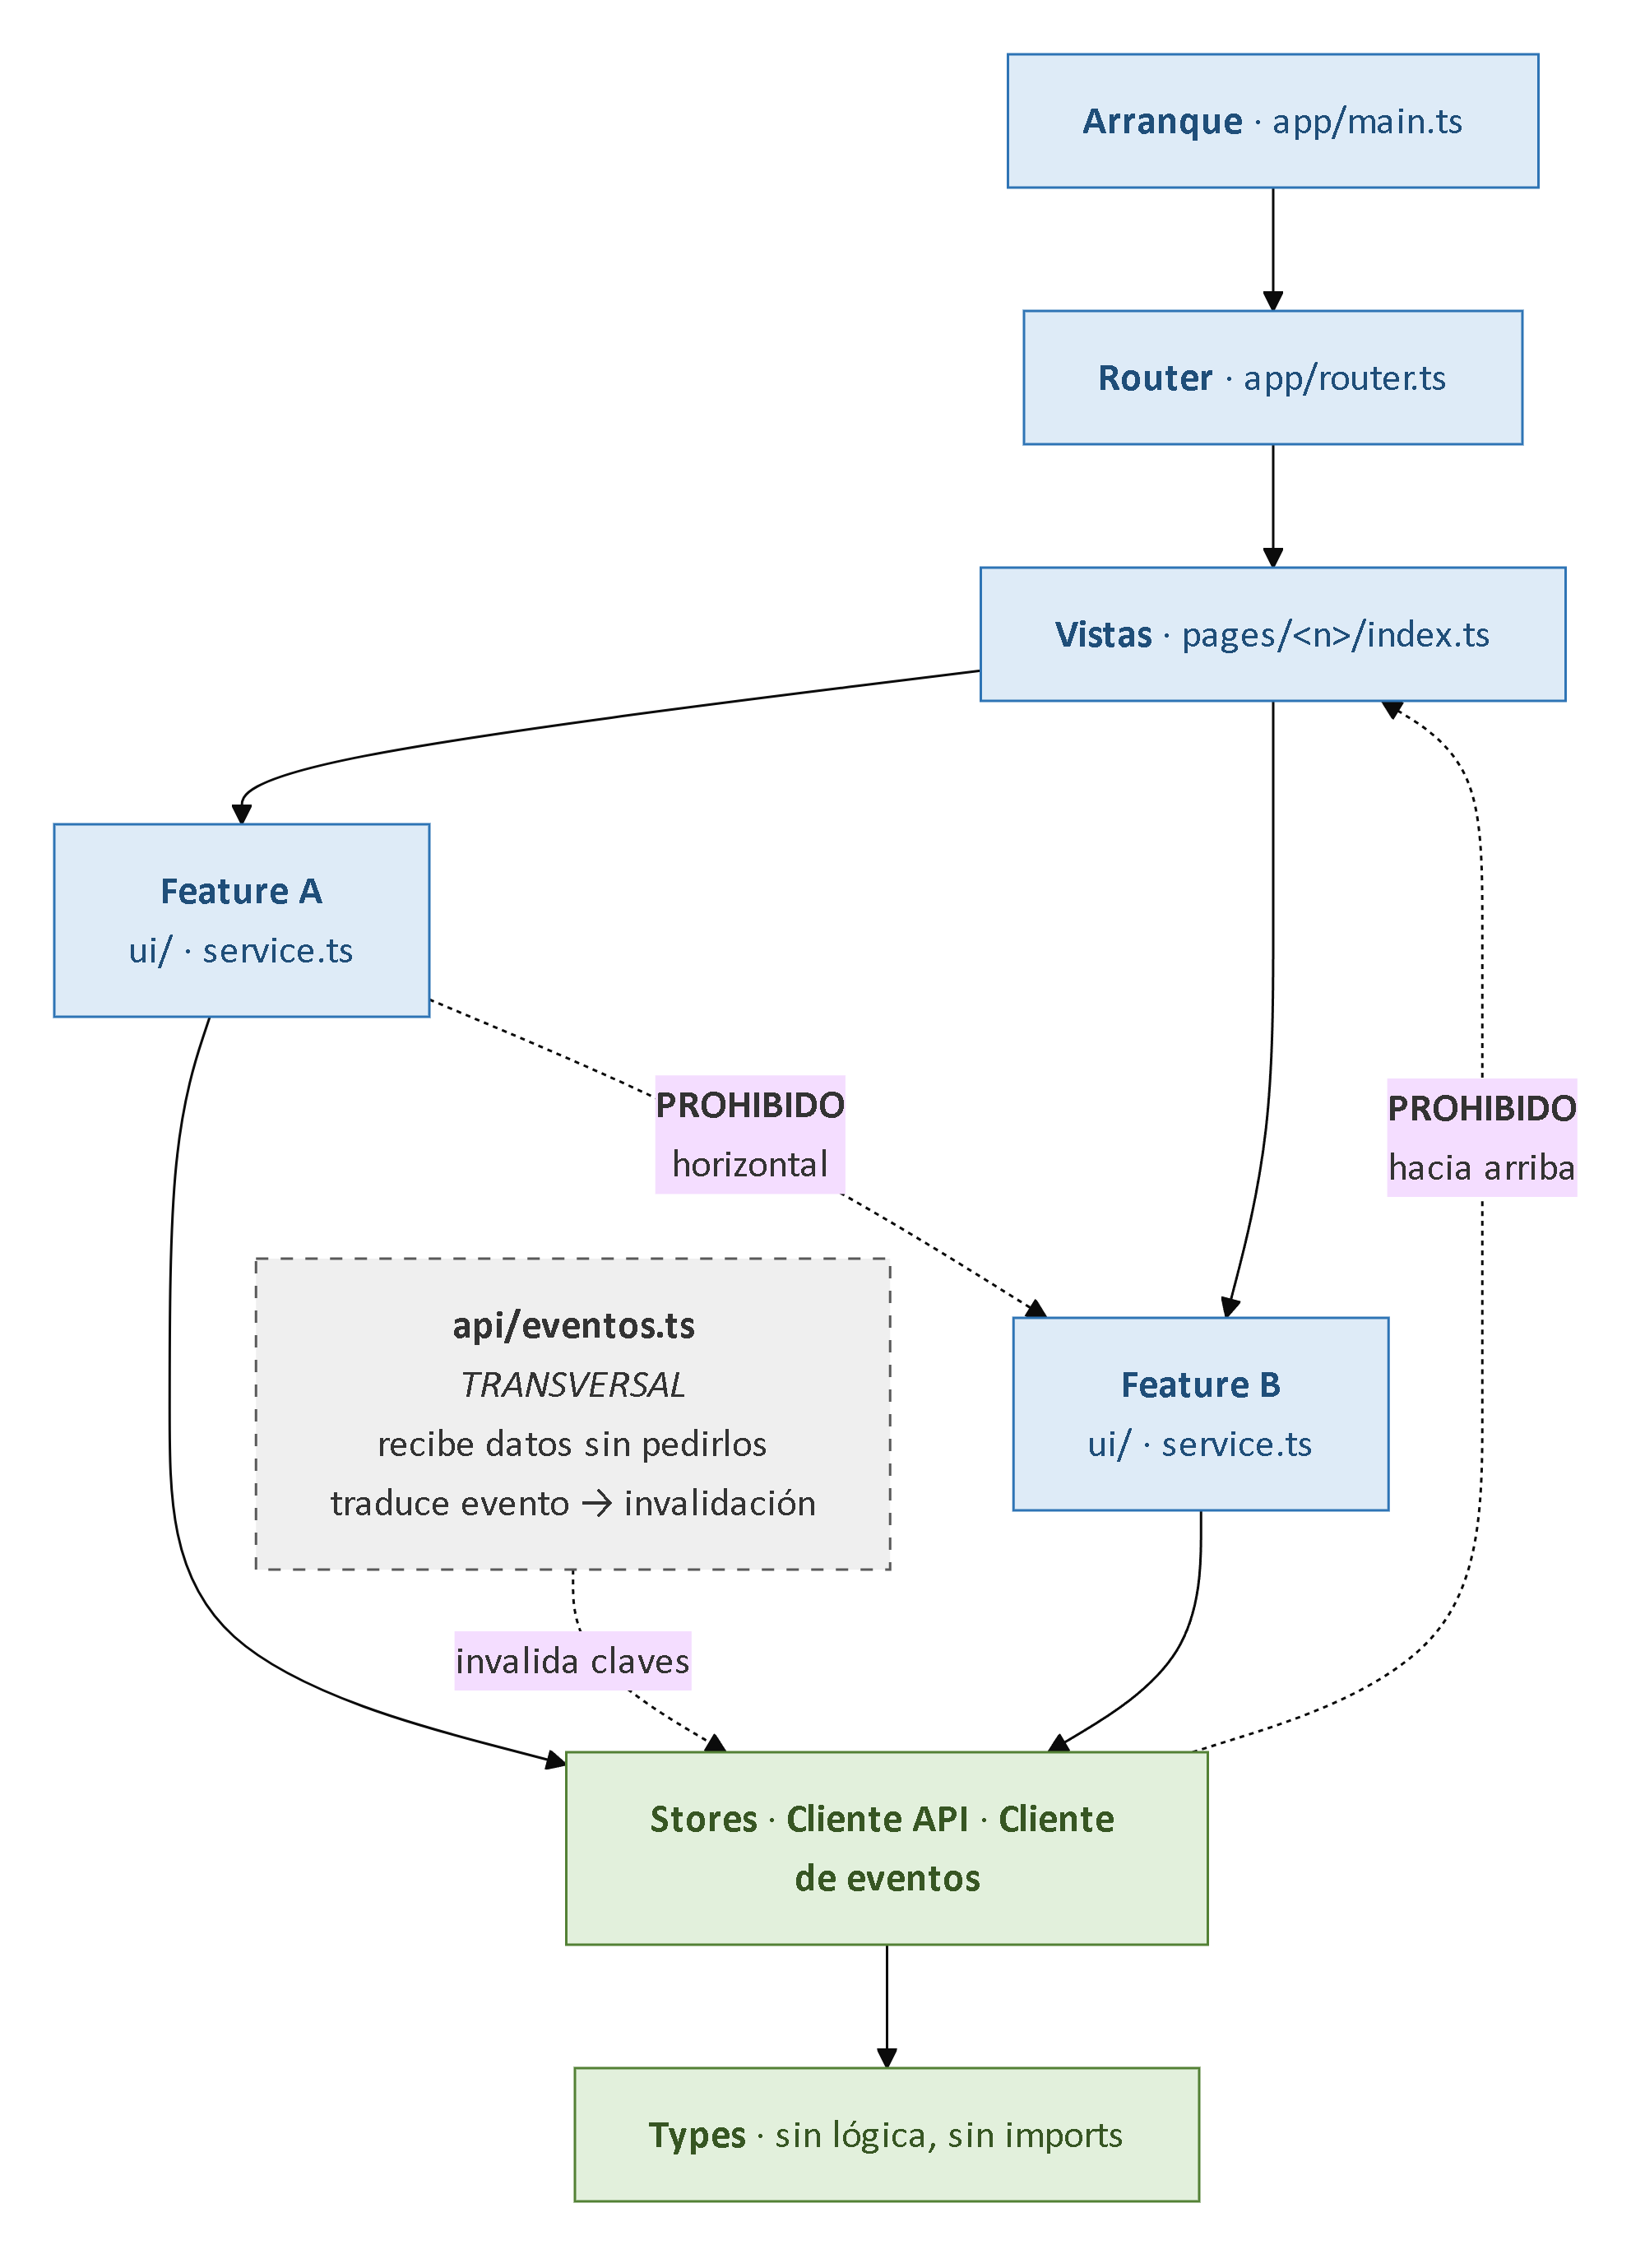 Arranque · app/main.ts
Router · app/router.ts
Vistas · pages/<n>/index.ts
Feature A
ui/ · service.ts
PROHIBIDO
horizontal
PROHIBIDO
hacia arriba
api/eventos.ts
TRANSVERSAL
recibe datos sin pedirlos
traduce evento → invalidación
Feature B
ui/ · service.ts
invalida claves
Stores · Cliente API · Cliente
de eventos
Types · sin lógica, sin imports